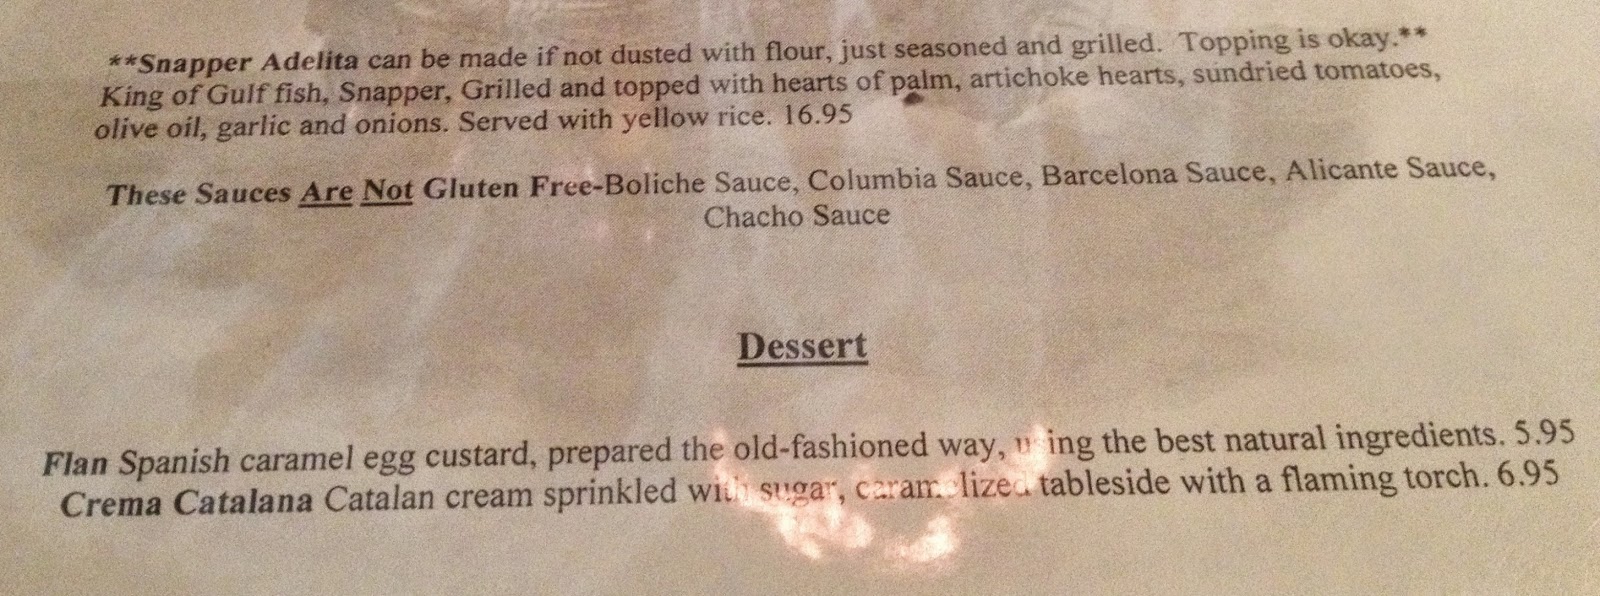 **Snapper Adelita can be made if not dusted with flour, just seasoned and grilled. Topping is okay.**
King of Gulf fish, Snapper, Grilled and topped with hearts of palm, artichoke hearts, sundried tomatoes,
olive oil, garlic and onions. Served with yellow rice. 16.95
These Sauces Are Not Gluten Free-Boliche Sauce, Columbia Sauce, Barcelona Sauce, Alicante Sauce,
Chacho Sauce
Dessert
Flan Spanish caramel egg custard, prepared the old-fashioned way, using the best natural ingredients. 5.95
Crema Catalana Catalan cream sprinkled with sugar, caramelized tableside with a flaming torch. 6.95